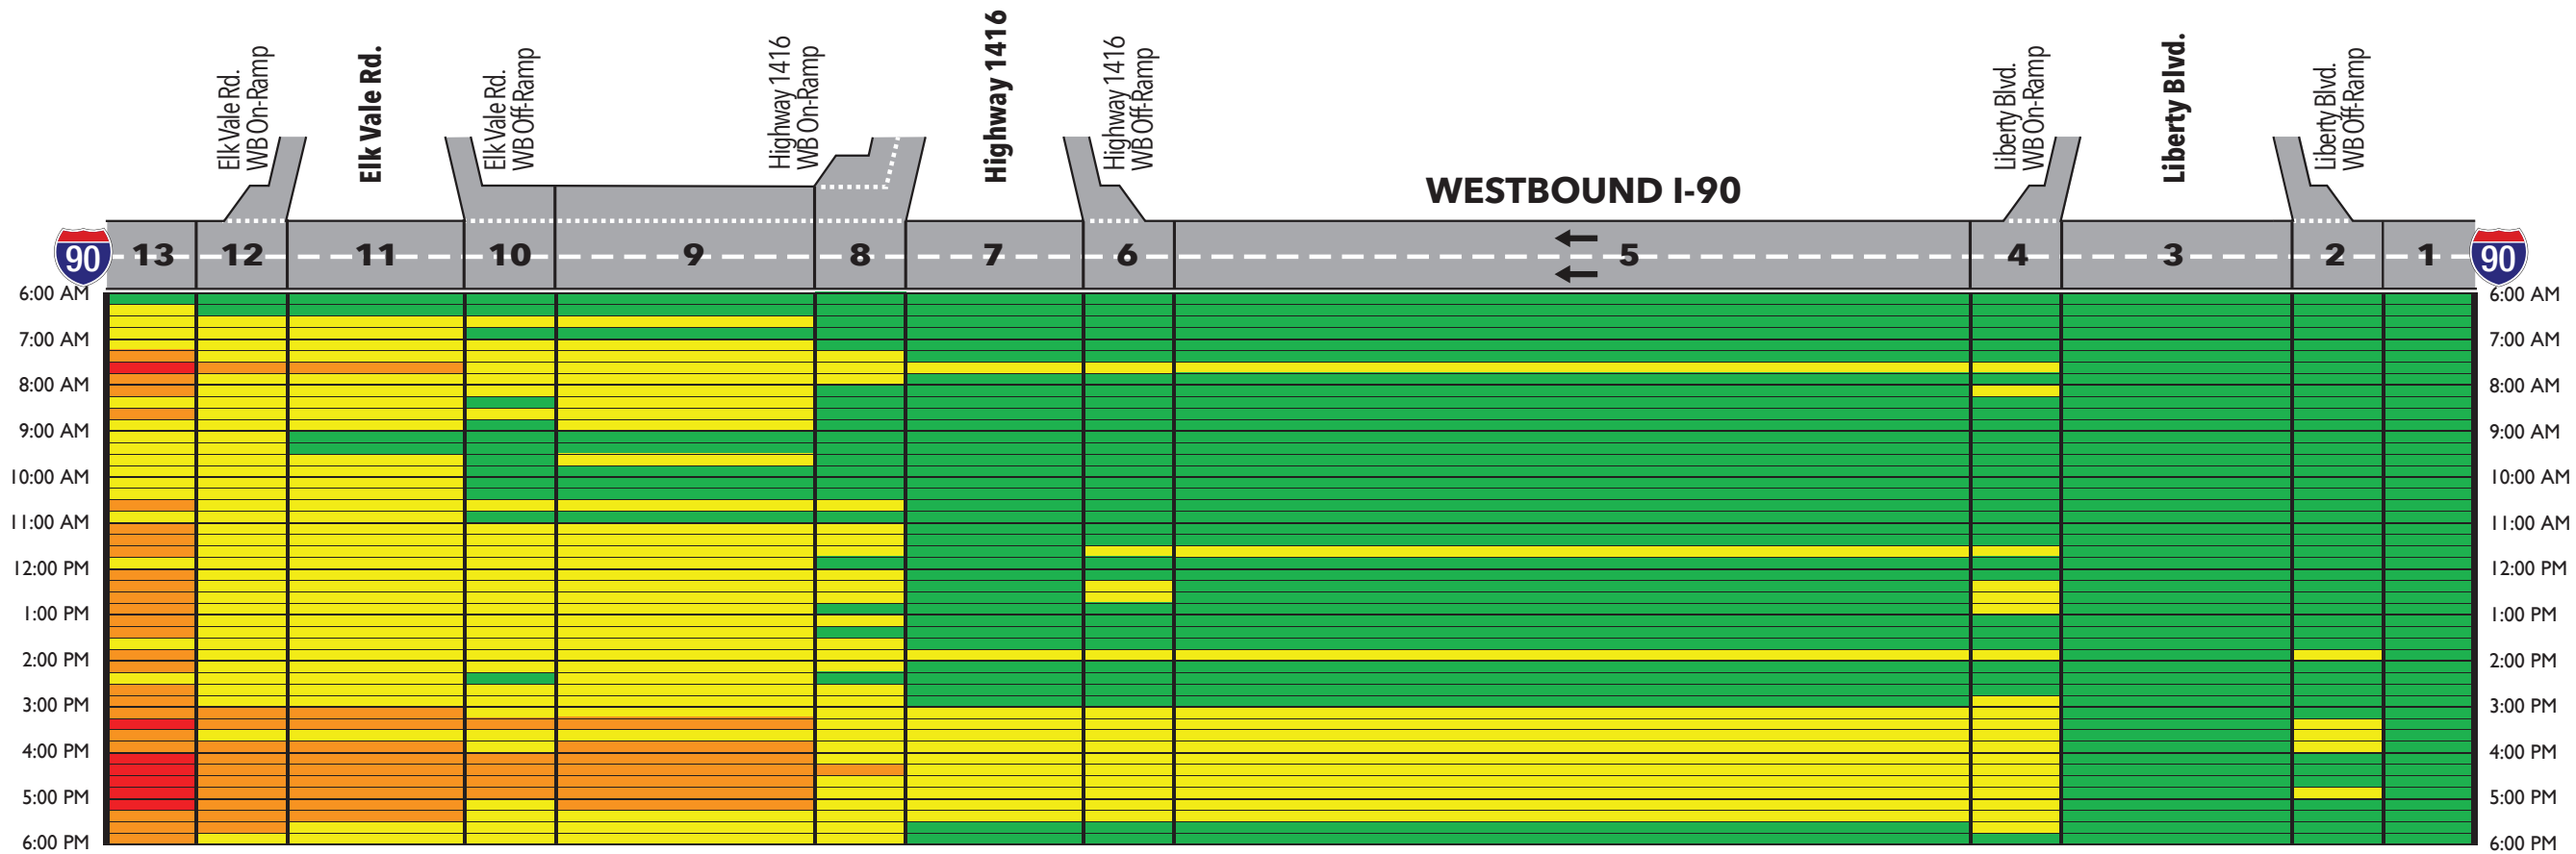 Elk Vale Rd.
WB On-Ramp
Elk Vale Rd.
Elk Vale Rd.
WB Off-Ramp
Highway 1416
WB On-Ramp
Highway 1416
Highway 1416
WB Off-Ramp
Liberty Blvd.
WB On-Ramp
Liberty Blvd.
Liberty Blvd.
WB Off-Ramp
WESTBOUND I-90
90 13 12 11 10 9 8 7 6 5 4 3 2 1 90
6:00 AM 6:00 AM
7:00 AM 7:00 AM
8:00 AM 8:00 AM
9:00 AM 9:00 AM
10:00 AM 10:00 AM
11:00 AM 11:00 AM
12:00 PM 12:00 PM
1:00 PM 1:00 PM
2:00 PM 2:00 PM
3:00 PM 3:00 PM
4:00 PM 4:00 PM
5:00 PM 5:00 PM
6:00 PM 6:00 PM